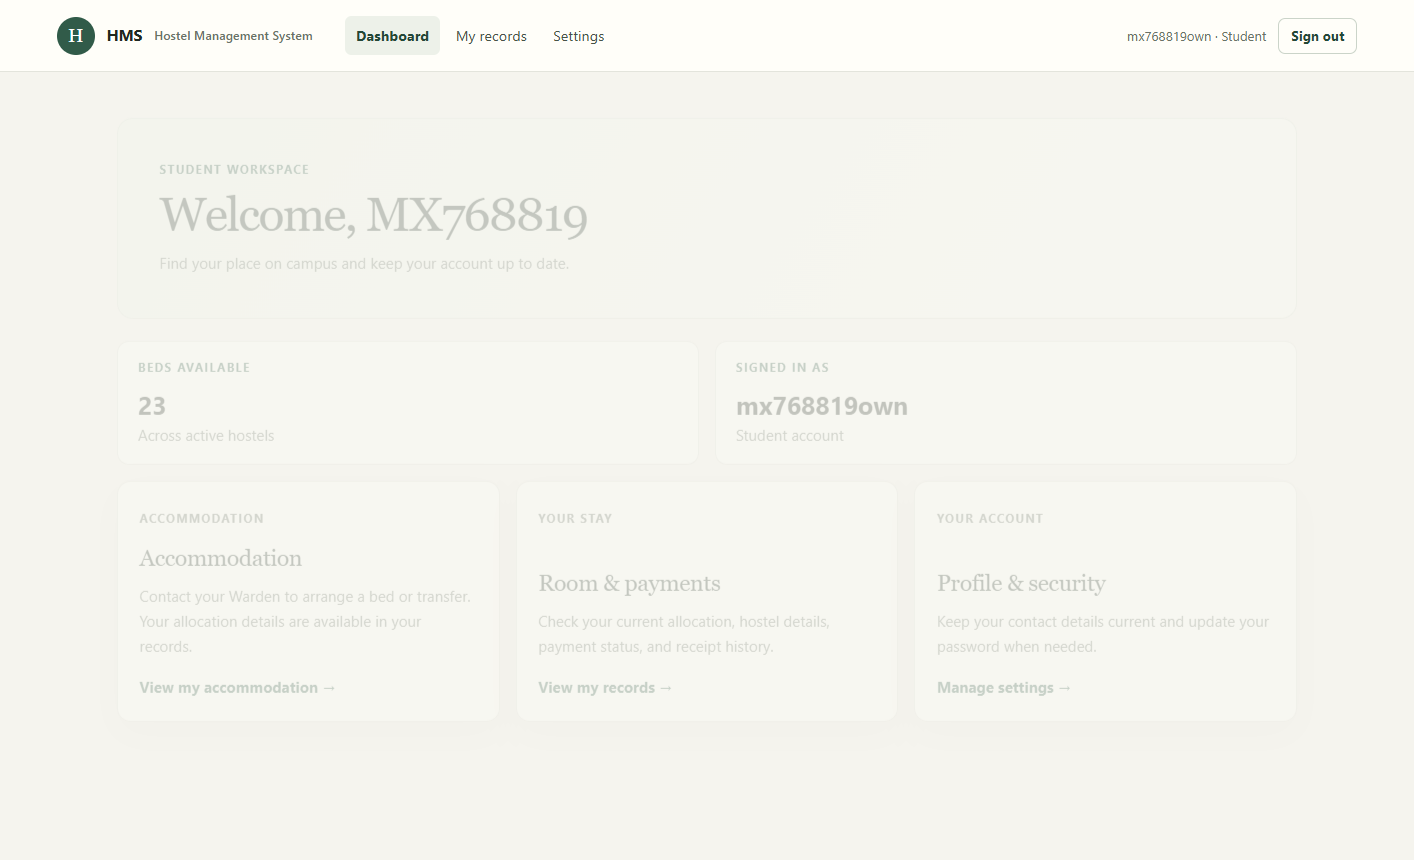 H HMS Hostel Management System Dashboard My records Settings mx768819own · Student Sign out
STUDENT WORKSPACE
Welcome, MX768819
Find your place on campus and keep your account up to date.
BEDS AVAILABLE
23
Across active hostels
SIGNED IN AS
mx768819own
Student account
ACCOMMODATION
Accommodation
Contact your Warden to arrange a bed or transfer.
Your allocation details are available in your
records.
View my accommodation →
YOUR STAY
Room & payments
Check your current allocation, hostel details,
payment status, and receipt history.
View my records →
YOUR ACCOUNT
Profile & security
Keep your contact details current and update your
password when needed.
Manage settings →